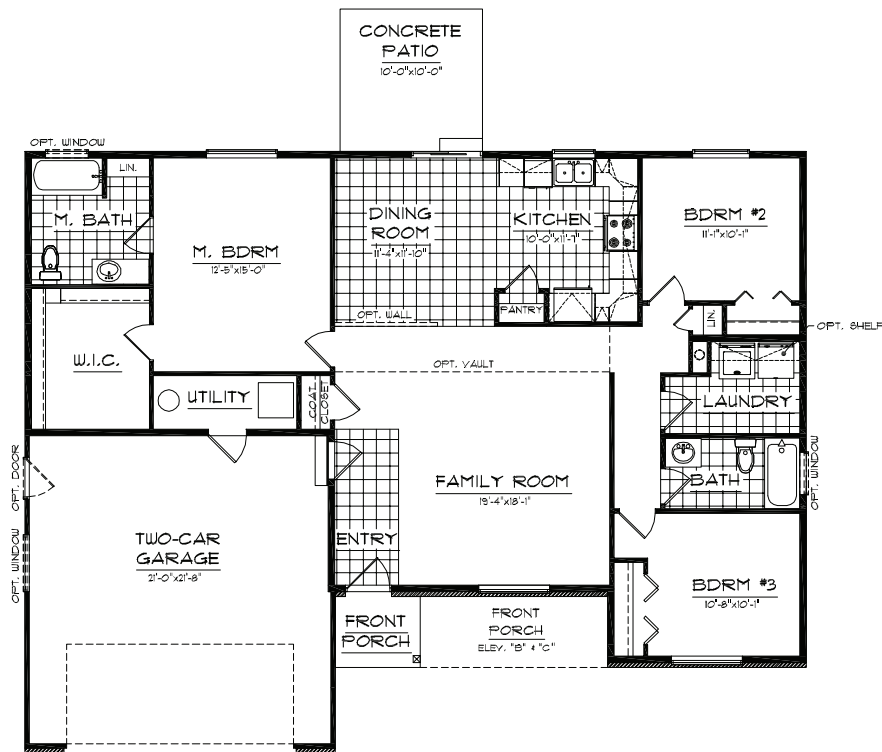 CONCRETE
PATIO
10'-0"x10'-0"
OPT. WINDOW
LIN.
M. BATH
M. BDRM
12'-5"x15'-0"
DINING
ROOM
11'-4"x11'-10"
KITCHEN
10'-0"x11'-1"
BDRM #2
11'-1"x10'-1"
PANTRY
OPT. WALL
LIN.
OPT. SHELF
W.I.C.
OPT. VAULT
UTILITY
COAT
CLOSET
LAUNDRY
OPT. DOOR
FAMILY ROOM
19'-4"x18'-1"
BATH
OPT. WINDOW
OPT. WINDOW
TWO-CAR
GARAGE
21'-0"x21'-8"
ENTRY
BDRM #3
10'-8"x10'-1"
FRONT
PORCH
FRONT
PORCH
ELEV. "B" & "C"